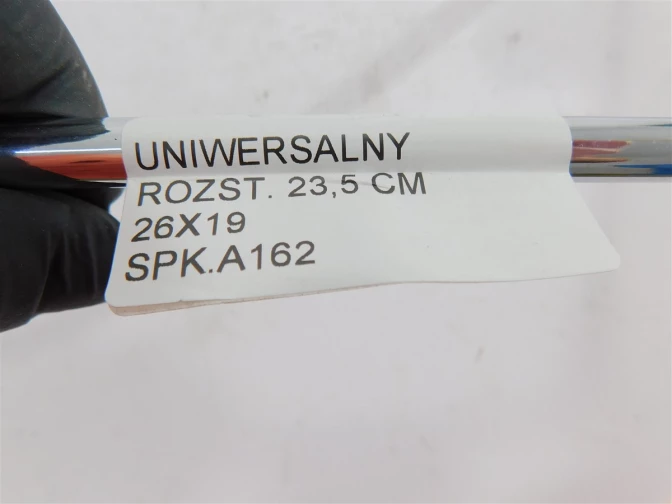 UNIWERSALNY
ROZST. 23,5 CM
26X19
SPK.A162